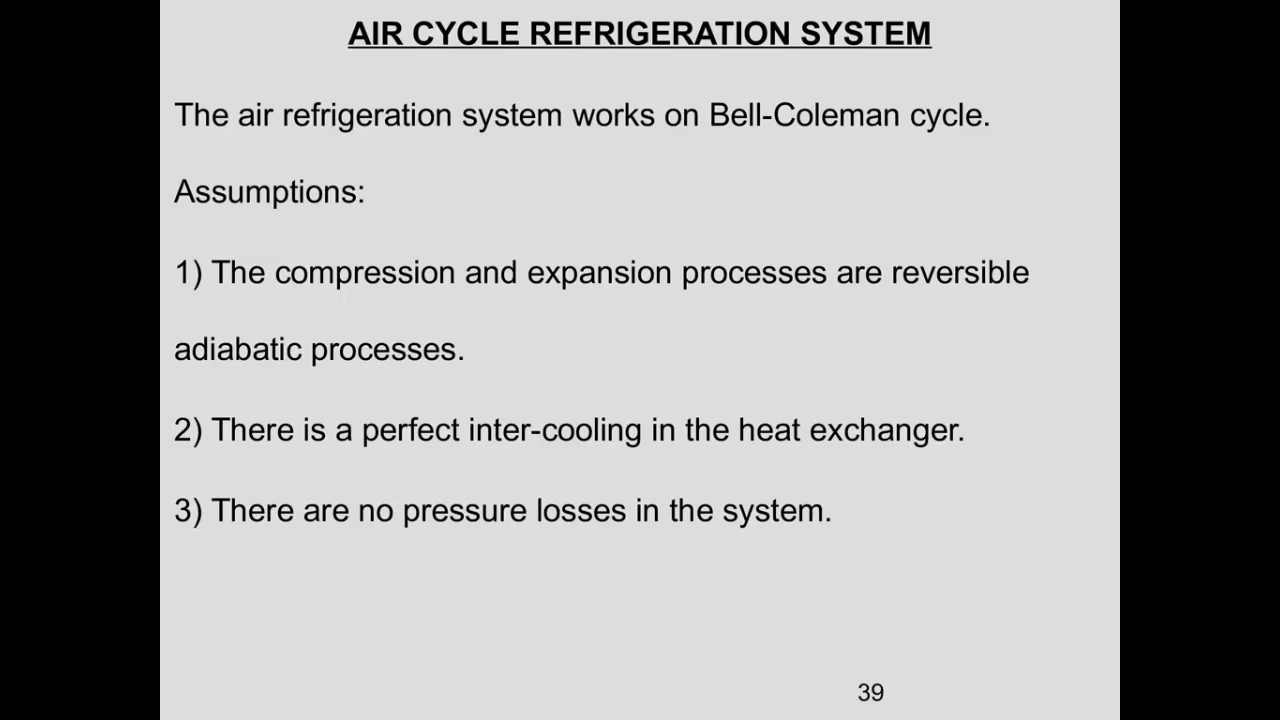 AIR CYCLE REFRIGERATION SYSTEM
The air refrigeration system works on Bell-Coleman cycle.
Assumptions:
1) The compression and expansion processes are reversible
adiabatic processes.
2) There is a perfect inter-cooling in the heat exchanger.
3) There are no pressure losses in the system.
39